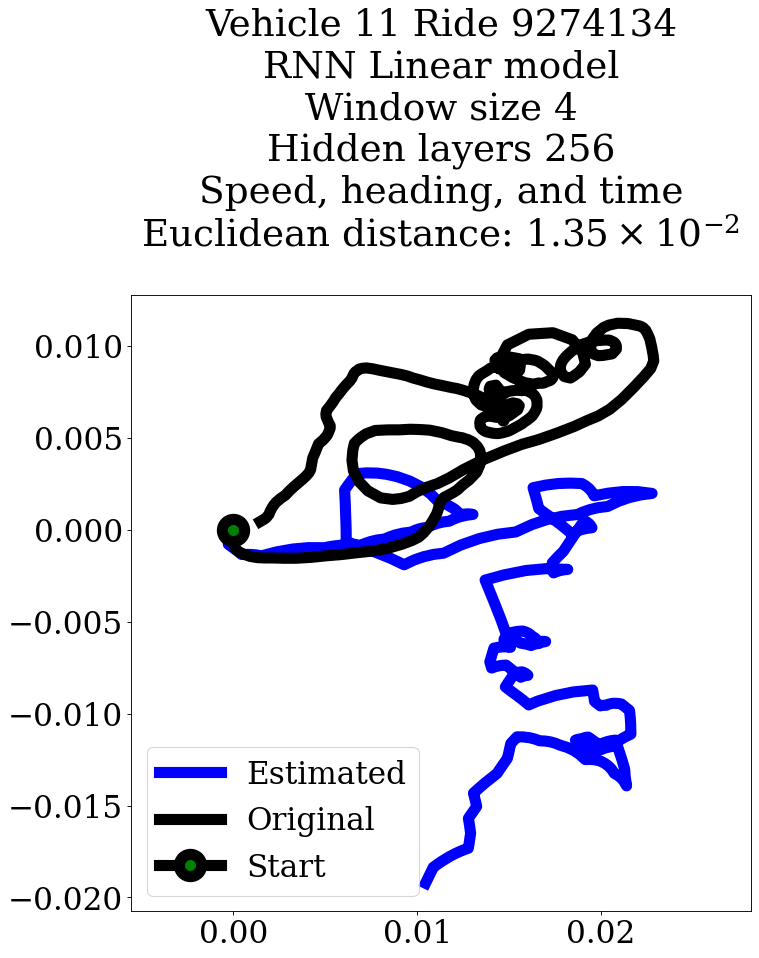 Vehicle 11 Ride 9274134
RNN Linear model
Window size 4
Hidden layers 256
Speed, heading, and time
Euclidean distance: 1.35 × 10⁻²
0.010
0.005
0.000
−0.005
−0.010
−0.015
−0.020
Estimated
Original
Start
0.00
0.01
0.02